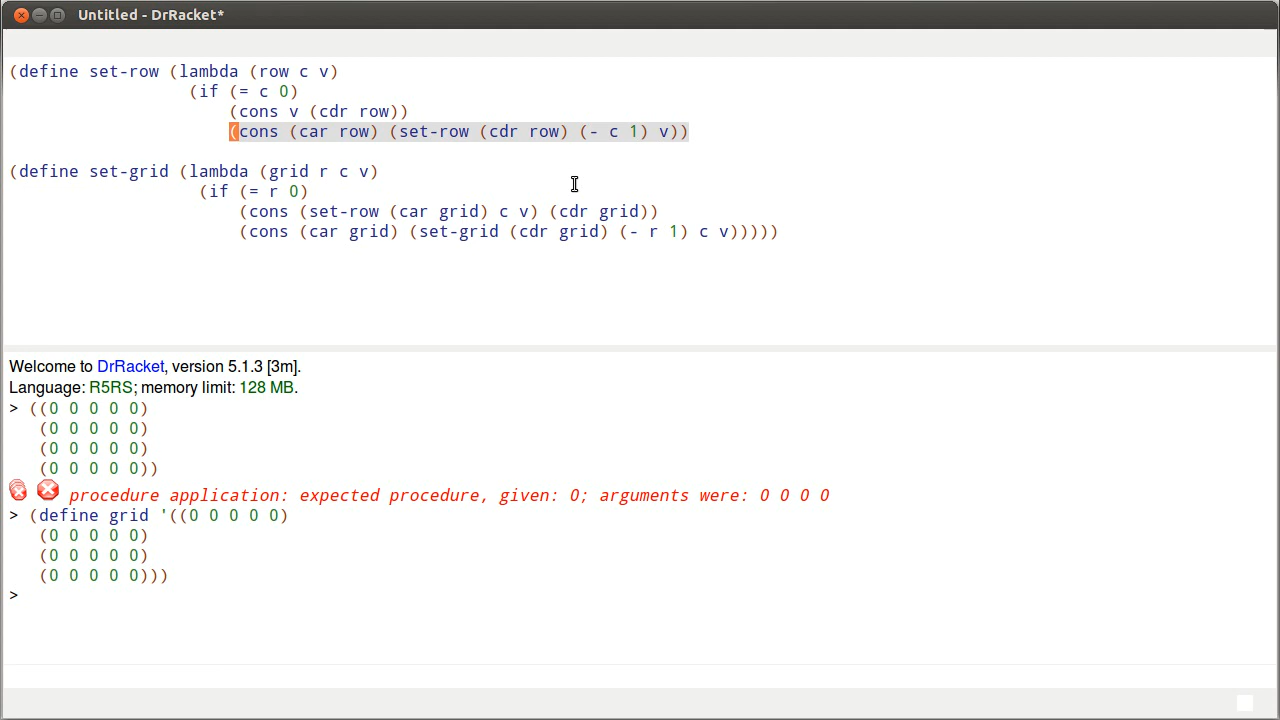 Untitled - DrRacket*
(define set-row (lambda (row c v)
(if (= c 0)
(cons v (cdr row))
(cons (car row) (set-row (cdr row) (- c 1) v))
(define set-grid (lambda (grid r c v)
(if (= r 0)
(cons (set-row (car grid) c v) (cdr grid))
(cons (car grid) (set-grid (cdr grid) (- r 1) c v)))))
Welcome to DrRacket, version 5.1.3 [3m].
Language: R5RS; memory limit: 128 MB.
> ((0 0 0 0 0)
(0 0 0 0 0)
(0 0 0 0 0)
(0 0 0 0 0))
procedure application: expected procedure, given: 0; arguments were: 0 0 0 0
> (define grid '((0 0 0 0 0)
(0 0 0 0 0)
(0 0 0 0 0)
(0 0 0 0 0)))
>